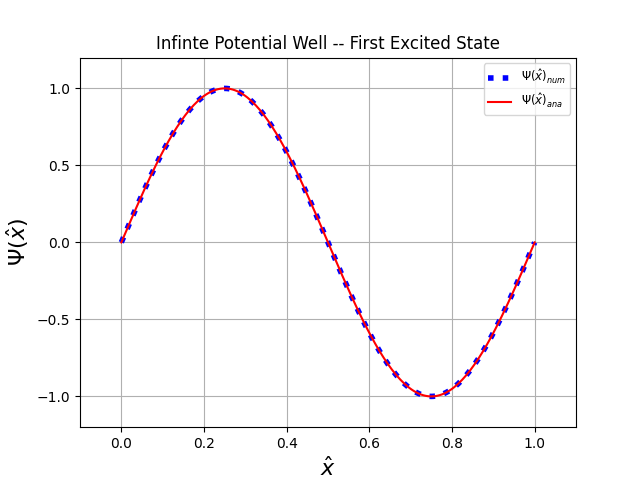 Infinte Potential Well -- First Excited State
Ψ(x̂)
1.0
0.5
0.0
−0.5
−1.0
Ψ(x̂)num
Ψ(x̂)ana
0.0 0.2 0.4 0.6 0.8 1.0
x̂